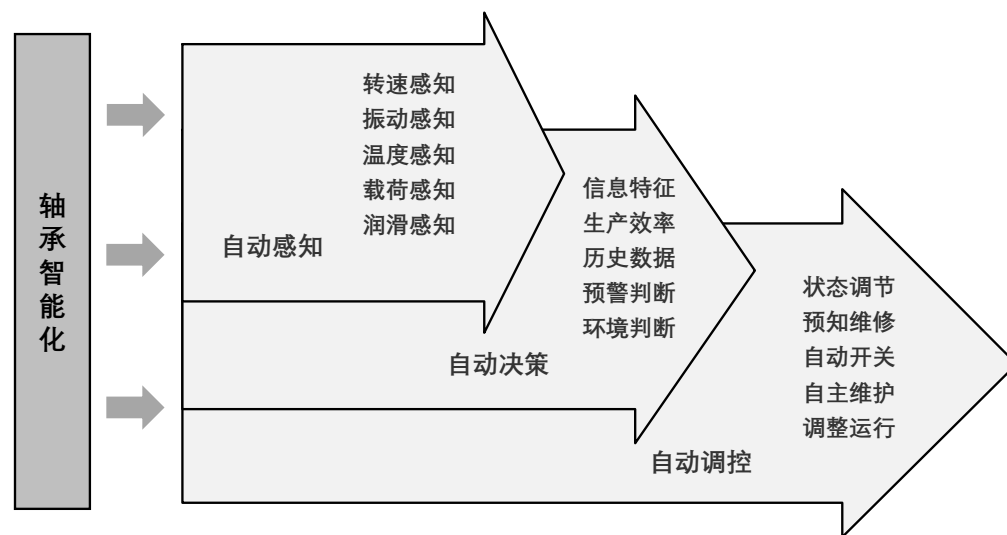 轴承智能化
转速感知
振动感知
温度感知
载荷感知
润滑感知
自动感知
信息特征
生产效率
历史数据
预警判断
环境判断
自动决策
状态调节
预知维修
自动开关
自主维护
调整运行
自动调控